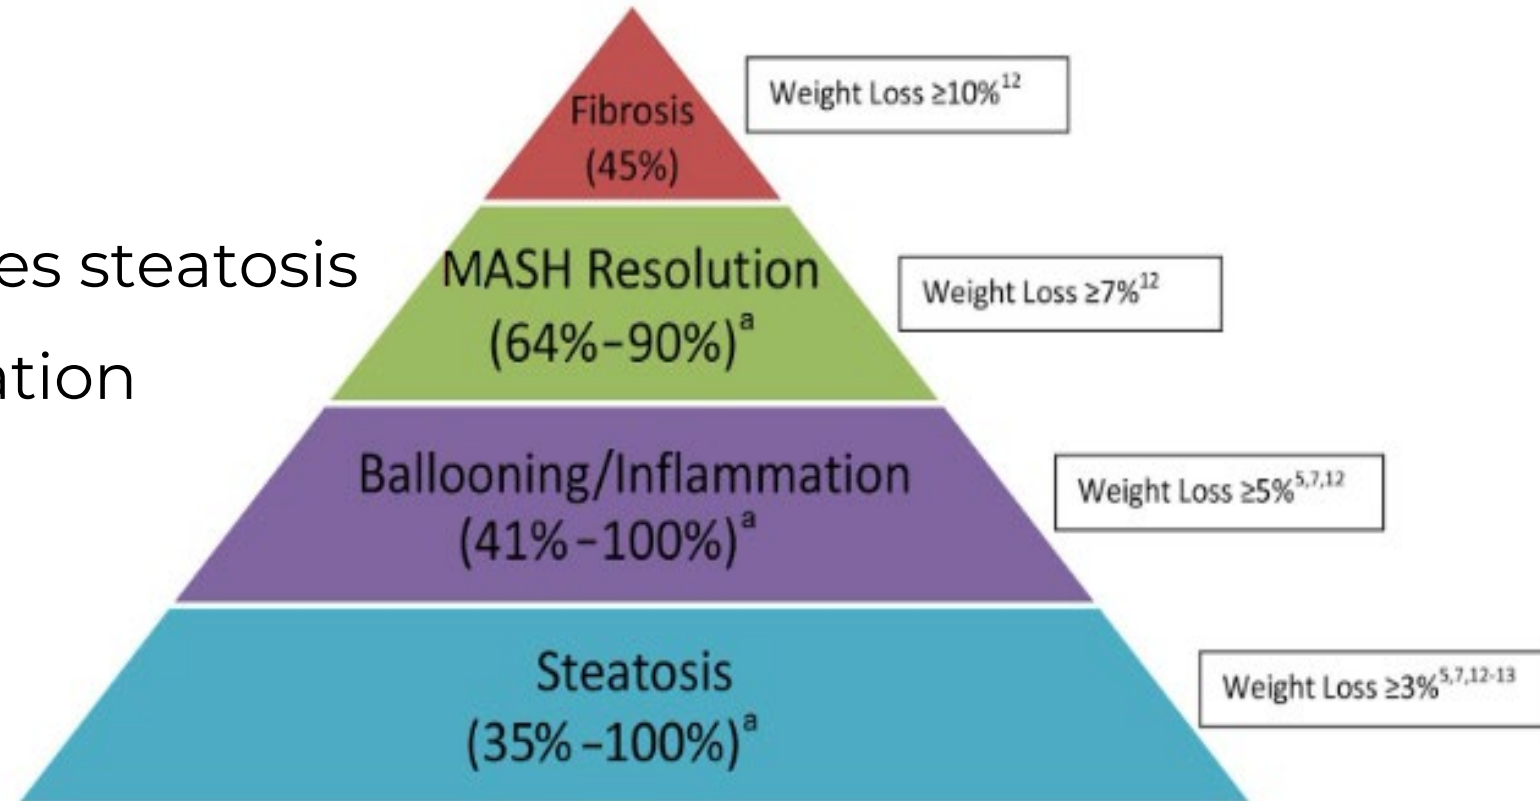 Fibrosis
(45%)
Weight Loss ≥10%12
es steatosis
ation
MASH Resolution
(64%–90%)a
Weight Loss ≥7%12
Ballooning/Inflammation
(41%–100%)a
Weight Loss ≥5%5,7,12
Steatosis
(35%–100%)a
Weight Loss ≥3%5,7,12-13